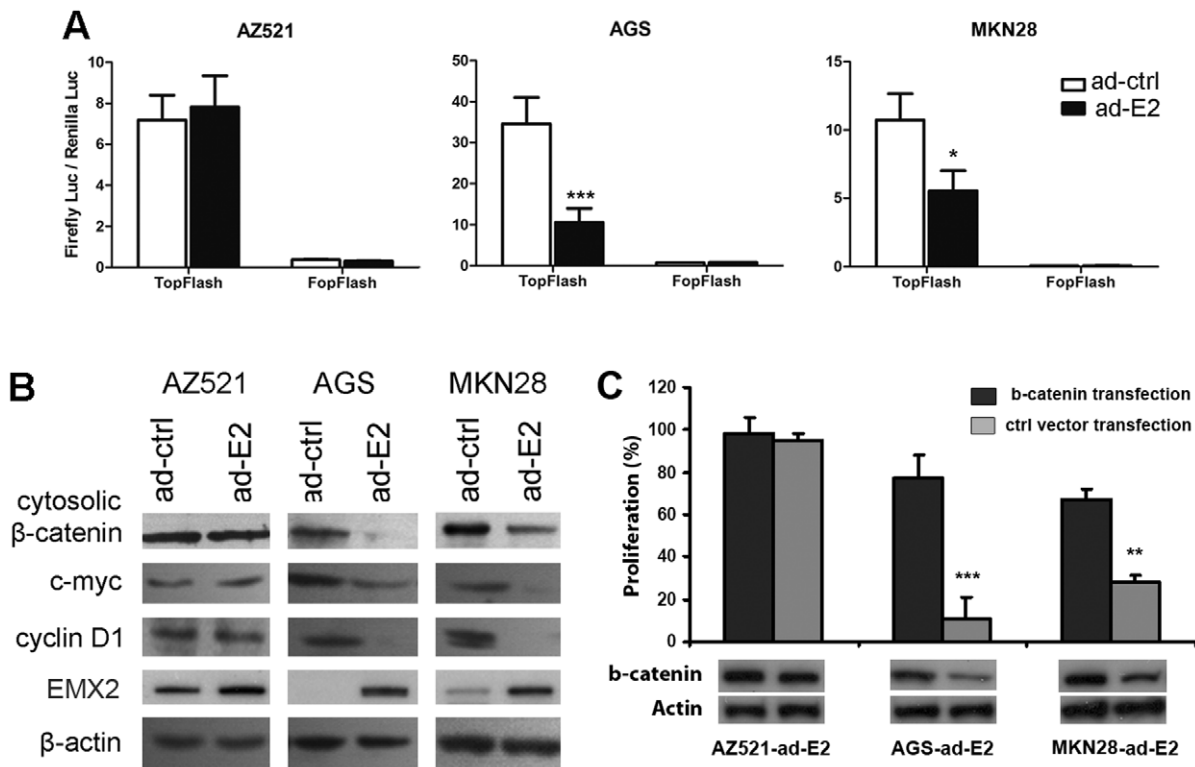 A
AZ521
AGS
MKN28
Firefly Luc / Renilla Luc
10
8
6
4
2
0
TopFlash
FopFlash
50
40
30
20
10
0
***
TopFlash
FopFlash
15
10
5
0
*
TopFlash
FopFlash
ad-ctrl
ad-E2
B
AZ521
AGS
MKN28
ad-ctrl
ad-E2
ad-ctrl
ad-E2
ad-ctrl
ad-E2
cytosolic
β-catenin
c-myc
cyclin D1
EMX2
β-actin
C
Proliferation (%)
120
100
80
60
40
20
0
b-catenin transfection
ctrl vector transfection
***
**
b-catenin
Actin
AZ521-ad-E2
AGS-ad-E2
MKN28-ad-E2